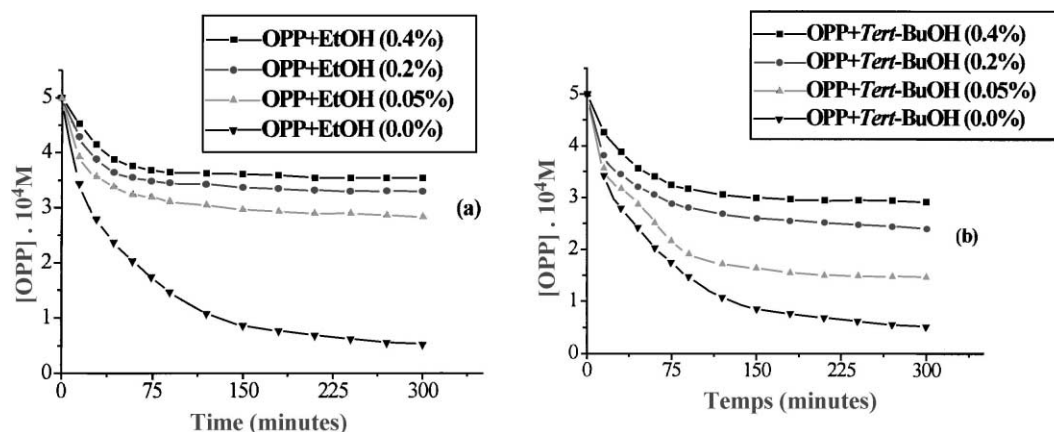 OPP+EtOH (0.4%)
OPP+EtOH (0.2%)
OPP+EtOH (0.05%)
OPP+EtOH (0.0%)
[OPP] . 10⁴M
5
4
3
2
1
0
(a)
0 75 150 225 300
Time (minutes)
OPP+Tert-BuOH (0.4%)
OPP+Tert-BuOH (0.2%)
OPP+Tert-BuOH (0.05%)
OPP+Tert-BuOH (0.0%)
[OPP] . 10⁴M
5
4
3
2
1
0
(b)
0 75 150 225 300
Temps (minutes)